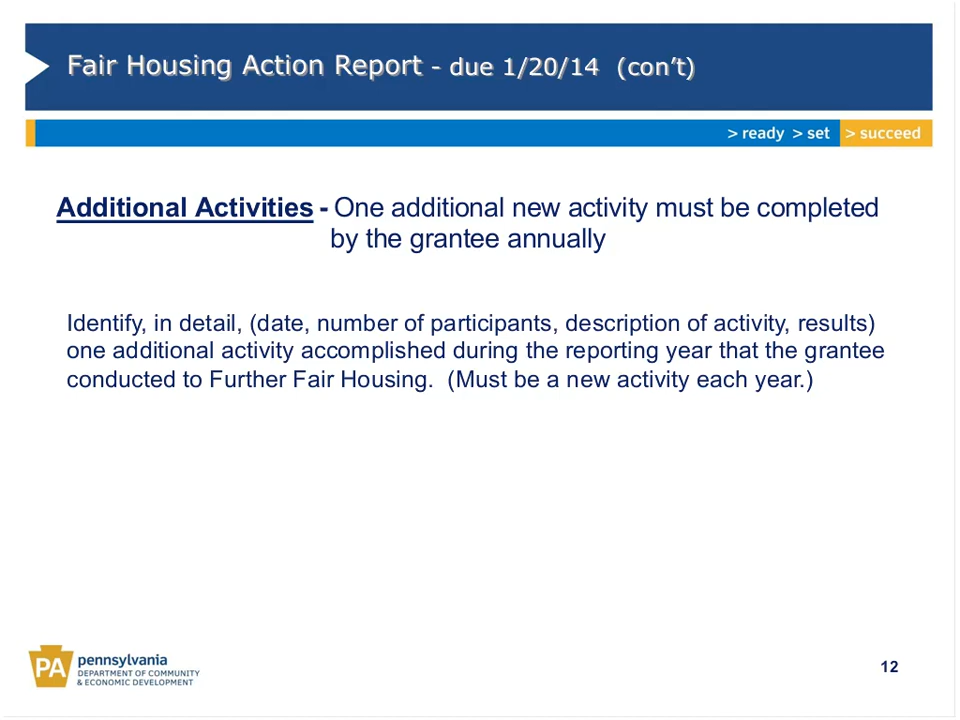 Fair Housing Action Report - due 1/20/14 (con’t)
> ready > set > succeed
Additional Activities - One additional new activity must be completed
by the grantee annually
Identify, in detail, (date, number of participants, description of activity, results)
one additional activity accomplished during the reporting year that the grantee
conducted to Further Fair Housing. (Must be a new activity each year.)
PA
pennsylvania
DEPARTMENT OF COMMUNITY
& ECONOMIC DEVELOPMENT
12